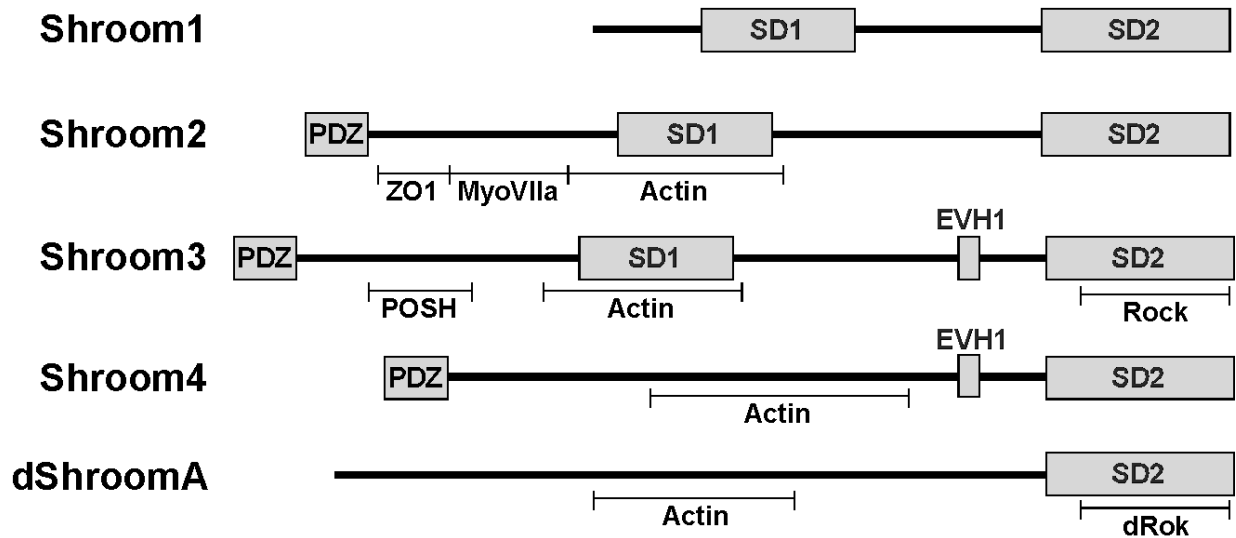 Shroom1 SD1 SD2
Shroom2 PDZ SD1 SD2
ZO1 MyoVIIa Actin
EVH1
Shroom3 PDZ SD1 SD2
POSH Actin Rock
EVH1
Shroom4 PDZ SD2
Actin
dShroomA SD2
Actin dRok